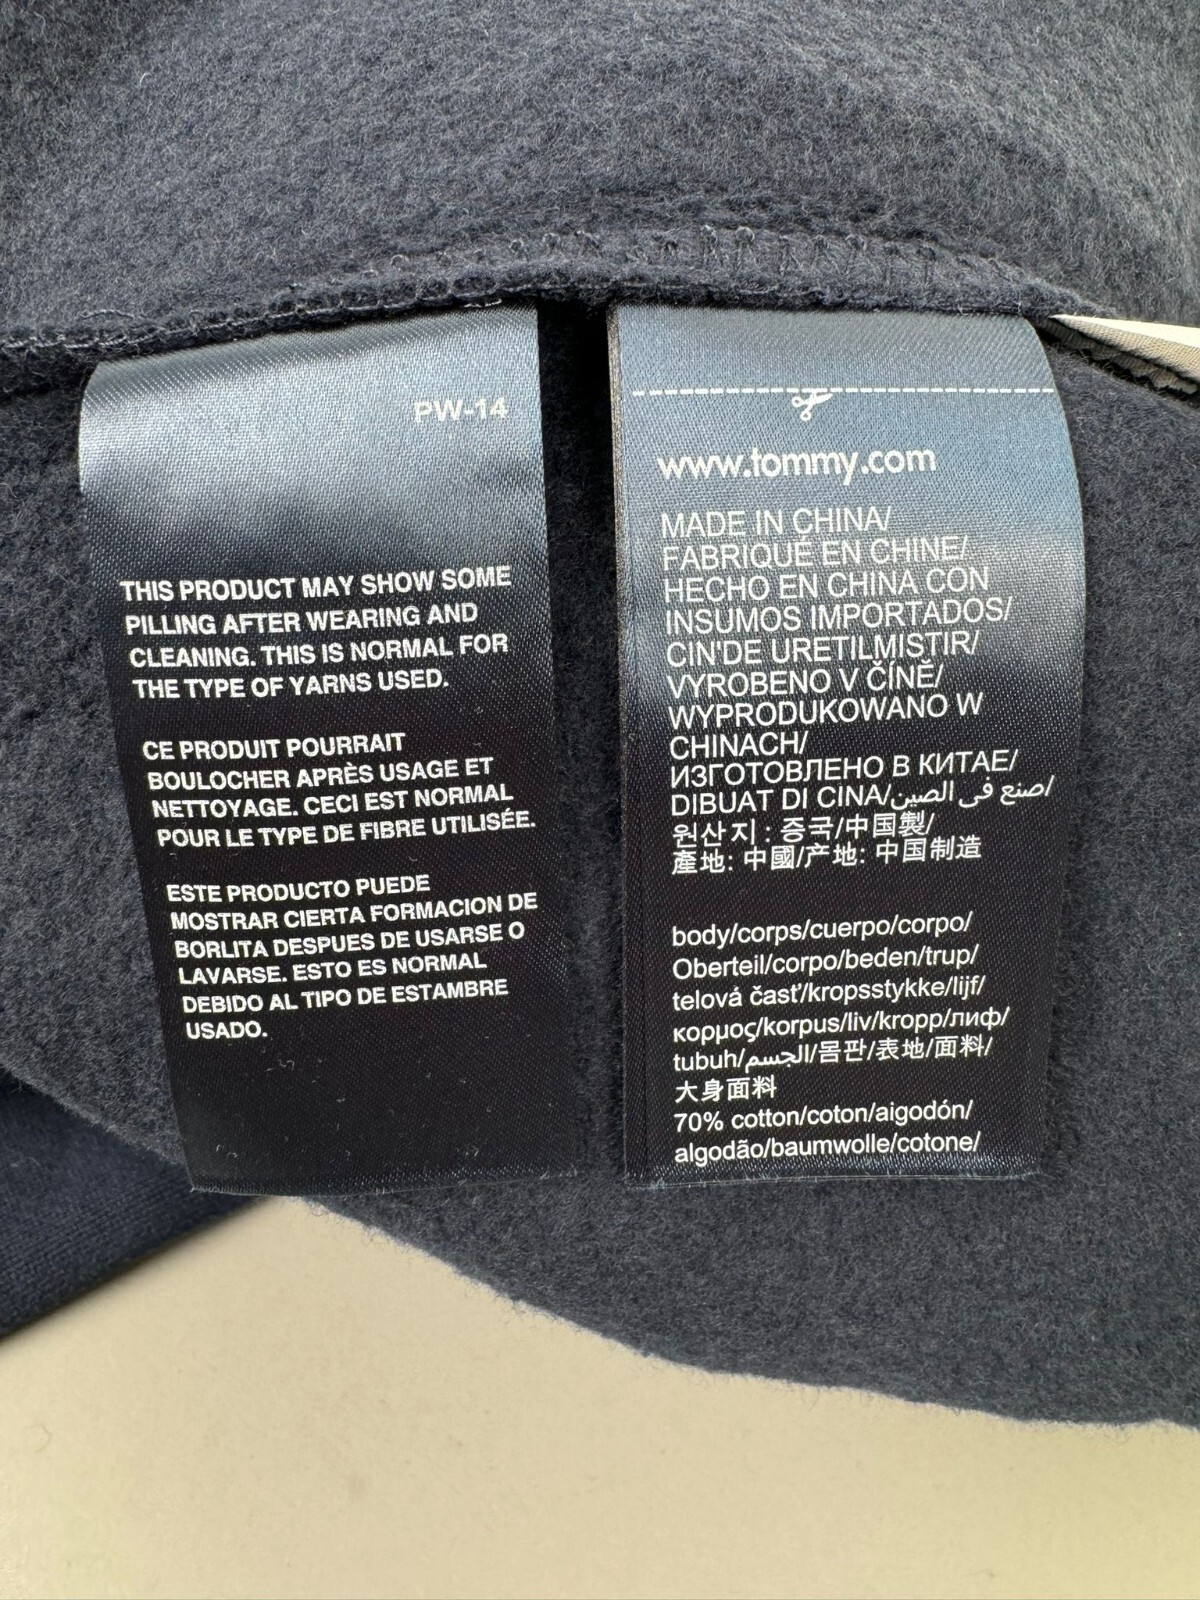 PW-14
THIS PRODUCT MAY SHOW SOME
PILLING AFTER WEARING AND
CLEANING. THIS IS NORMAL FOR
THE TYPE OF YARNS USED.
CE PRODUIT POURRAIT
BOULOCHER APRÈS USAGE ET
NETTOYAGE. CECI EST NORMAL
POUR LE TYPE DE FIBRE UTILISÉE.
ESTE PRODUCTO PUEDE
MOSTRAR CIERTA FORMACION DE
BORLITA DESPUES DE USARSE O
LAVARSE. ESTO ES NORMAL
DEBIDO AL TIPO DE ESTAMBRE
USADO.
www.tommy.com
MADE IN CHINA/
FABRIQUÉ EN CHINE/
HECHO EN CHINA CON
INSUMOS IMPORTADOS/
CIN'DE URETILMISTIR/
VYROBENO V ČÍNĚ/
WYPRODUKOWANO W
CHINACH/
ИЗГОТОВЛЕНО В КИТАЕ/
DIBUAT DI CINA/صنع في الصين/
원산지 : 중국/中国製/
產地: 中國/产地: 中国制造
body/corps/cuerpo/corpo/
Oberteil/corpo/beden/trup/
telová časť/kropsstykke/lijf/
κορμος/korpus/liv/kropp/лиф/
tubuh/الجسم/몸판/表地/面料/
大身面料
70% cotton/coton/aigodón/
algodão/baumwolle/cotone/